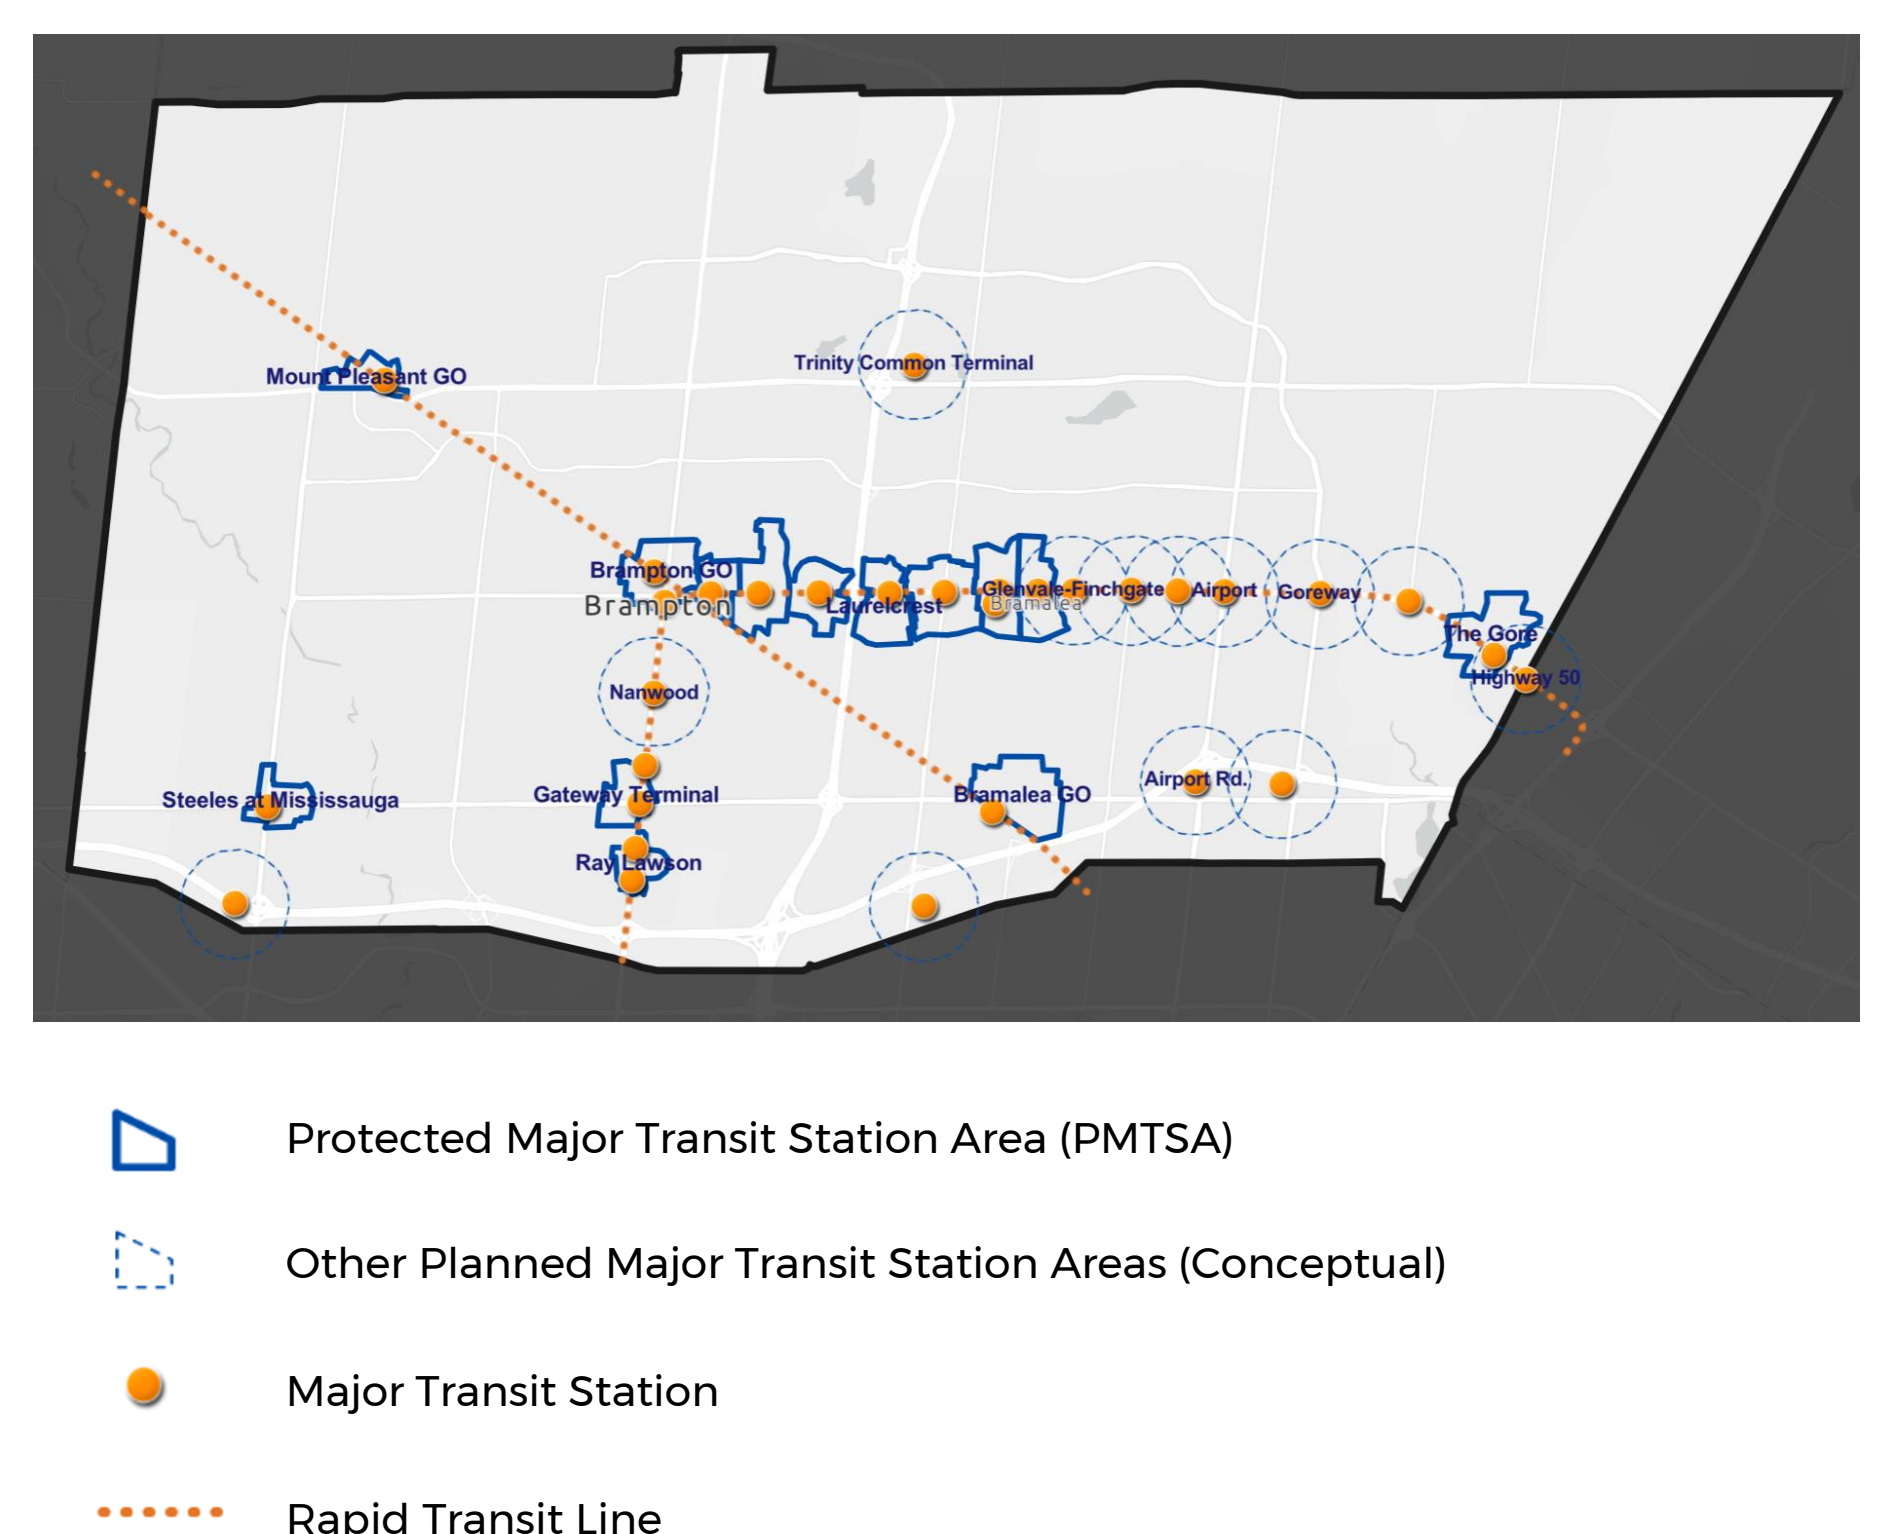 Trinity Common Terminal
Mount Pleasant GO
Brampton GO
Brampton
Laurelcrest
Glenvale-Finchgate
Bramalea
Airport
Goreway
The Gore
Highway 50
Nanwood
Gateway Terminal
Steeles at Mississauga
Bramalea GO
Airport Rd.
Ray Lawson
Protected Major Transit Station Area (PMTSA)
Other Planned Major Transit Station Areas (Conceptual)
Major Transit Station
Rapid Transit Line